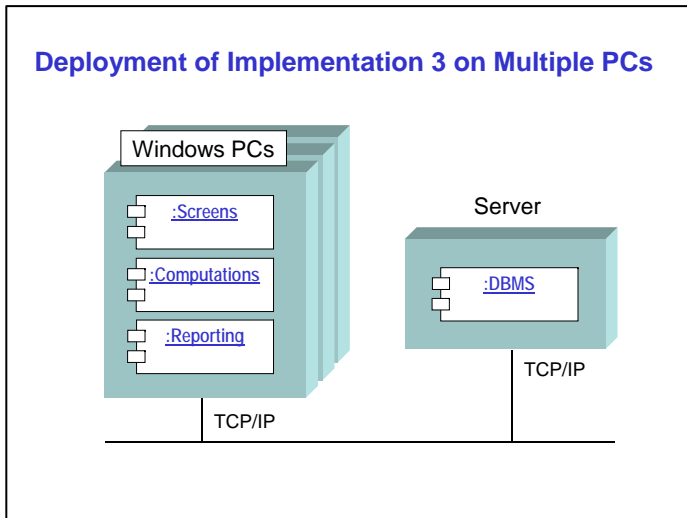 Deployment of Implementation 3 on Multiple PCs
Windows PCs
:Screens
:Computations
:Reporting
TCP/IP
Server
:DBMS
TCP/IP